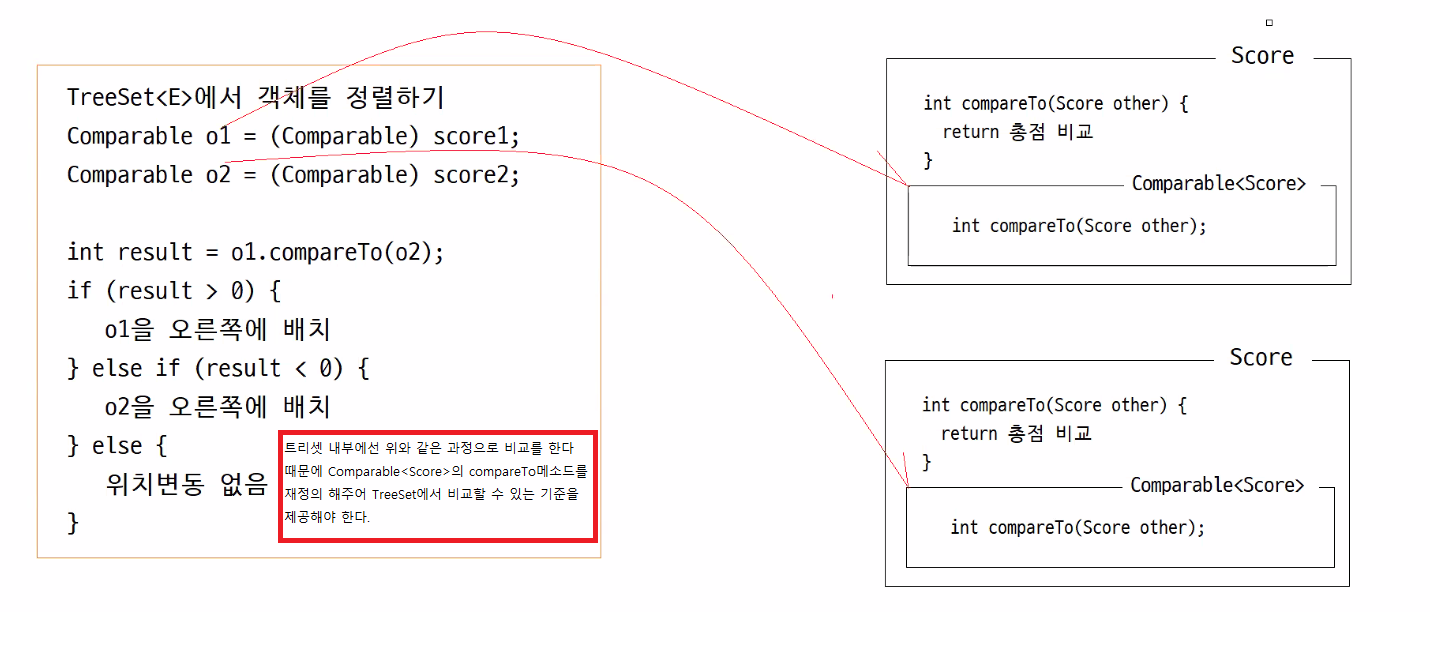 TreeSet<E>에서 객체를 정렬하기
Comparable o1 = (Comparable) score1;
Comparable o2 = (Comparable) score2;
int result = o1.compareTo(o2);
if (result > 0) {
o1을 오른쪽에 배치
} else if (result < 0) {
o2을 오른쪽에 배치
} else {
위치변동 없음
}
트리셋 내부에선 위와 같은 과정으로 비교를 한다
때문에 Comparable<Score>의 compareTo메소드를
재정의 해주어 TreeSet에서 비교할 수 있는 기준을
제공해야 한다.
Score
int compareTo(Score other) {
return 총점 비교
}
Comparable<Score>
int compareTo(Score other);
Score
int compareTo(Score other) {
return 총점 비교
}
Comparable<Score>
int compareTo(Score other);